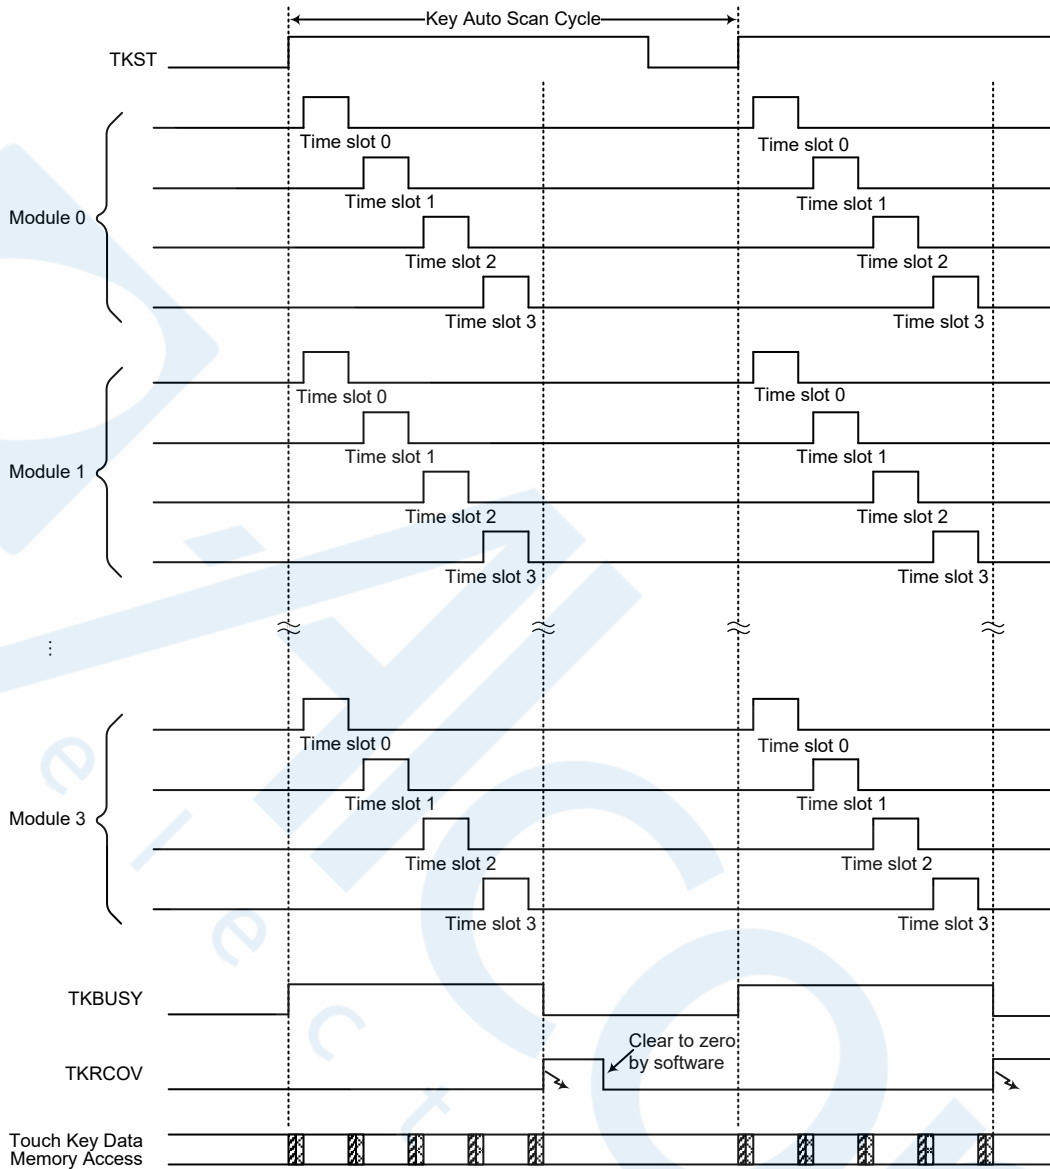 Key Auto Scan Cycle
TKST
Time slot 0
Time slot 0
Time slot 1
Time slot 1
Module 0
Time slot 2
Time slot 2
Time slot 3
Time slot 3
Time slot 0
Time slot 0
Time slot 1
Time slot 1
Module 1
Time slot 2
Time slot 2
Time slot 3
Time slot 3
...
Time slot 0
Time slot 0
Time slot 1
Time slot 1
Module 3
Time slot 2
Time slot 2
Time slot 3
Time slot 3
TKBUSY
Clear to zero
by software
TKRCOV
Touch Key Data
Memory Access